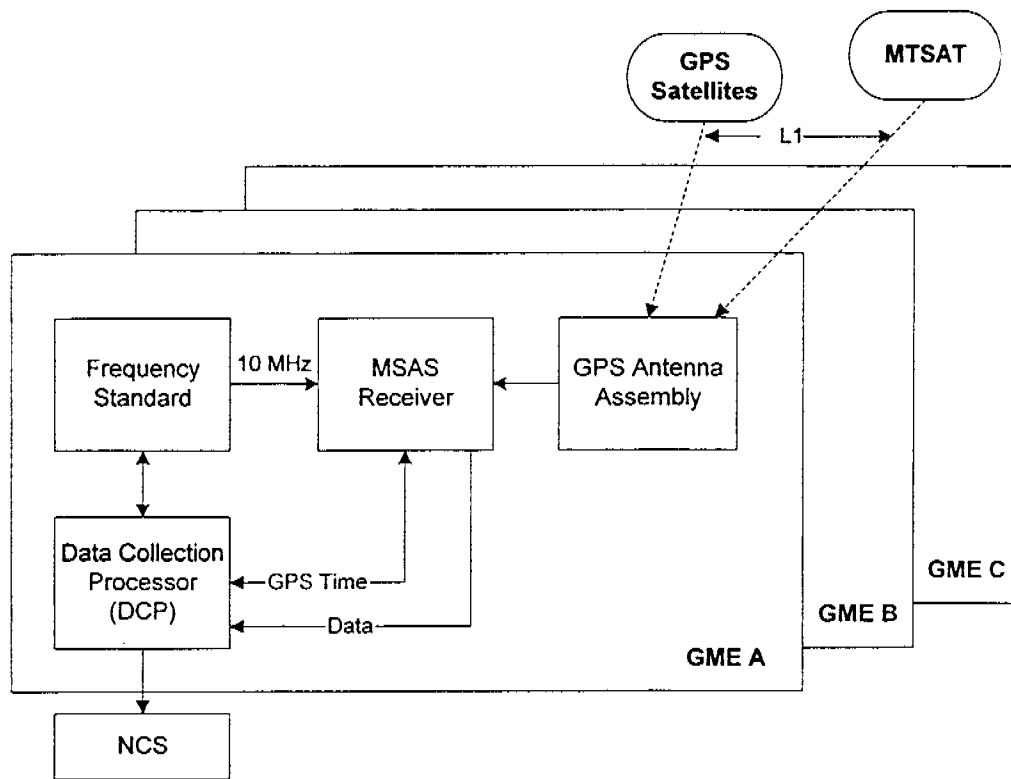 GPS
Satellites
MTSAT
L1
Frequency
Standard
10 MHz
MSAS
Receiver
GPS Antenna
Assembly
Data Collection
Processor
(DCP)
GPS Time
Data
GME A
GME B
GME C
NCS